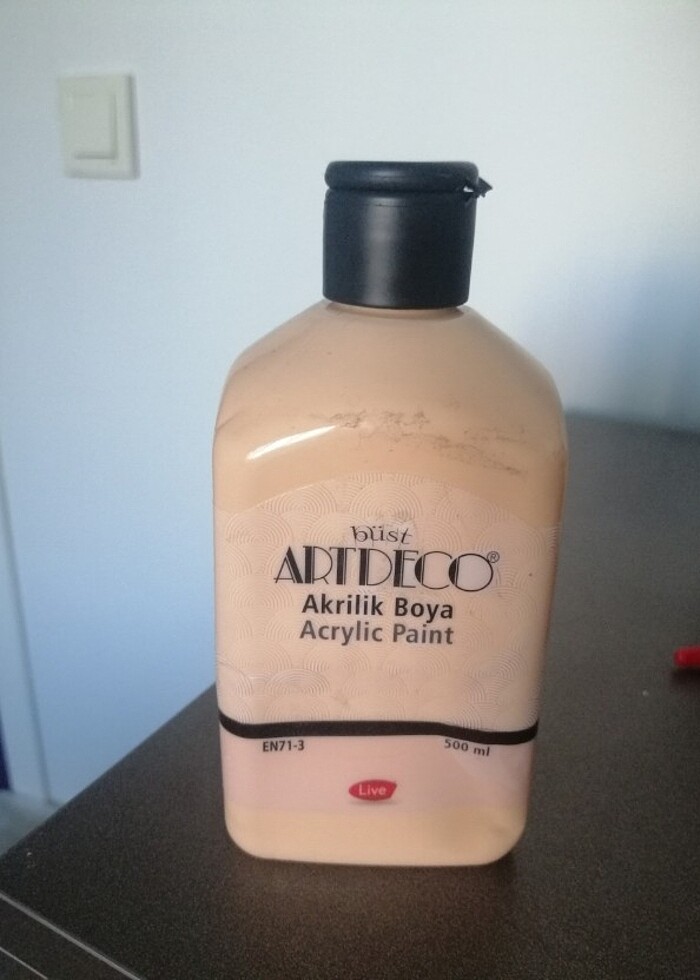 büst
ARTDECO®
Akrilik Boya
Acrylic Paint
EN71-3 500 ml
Live